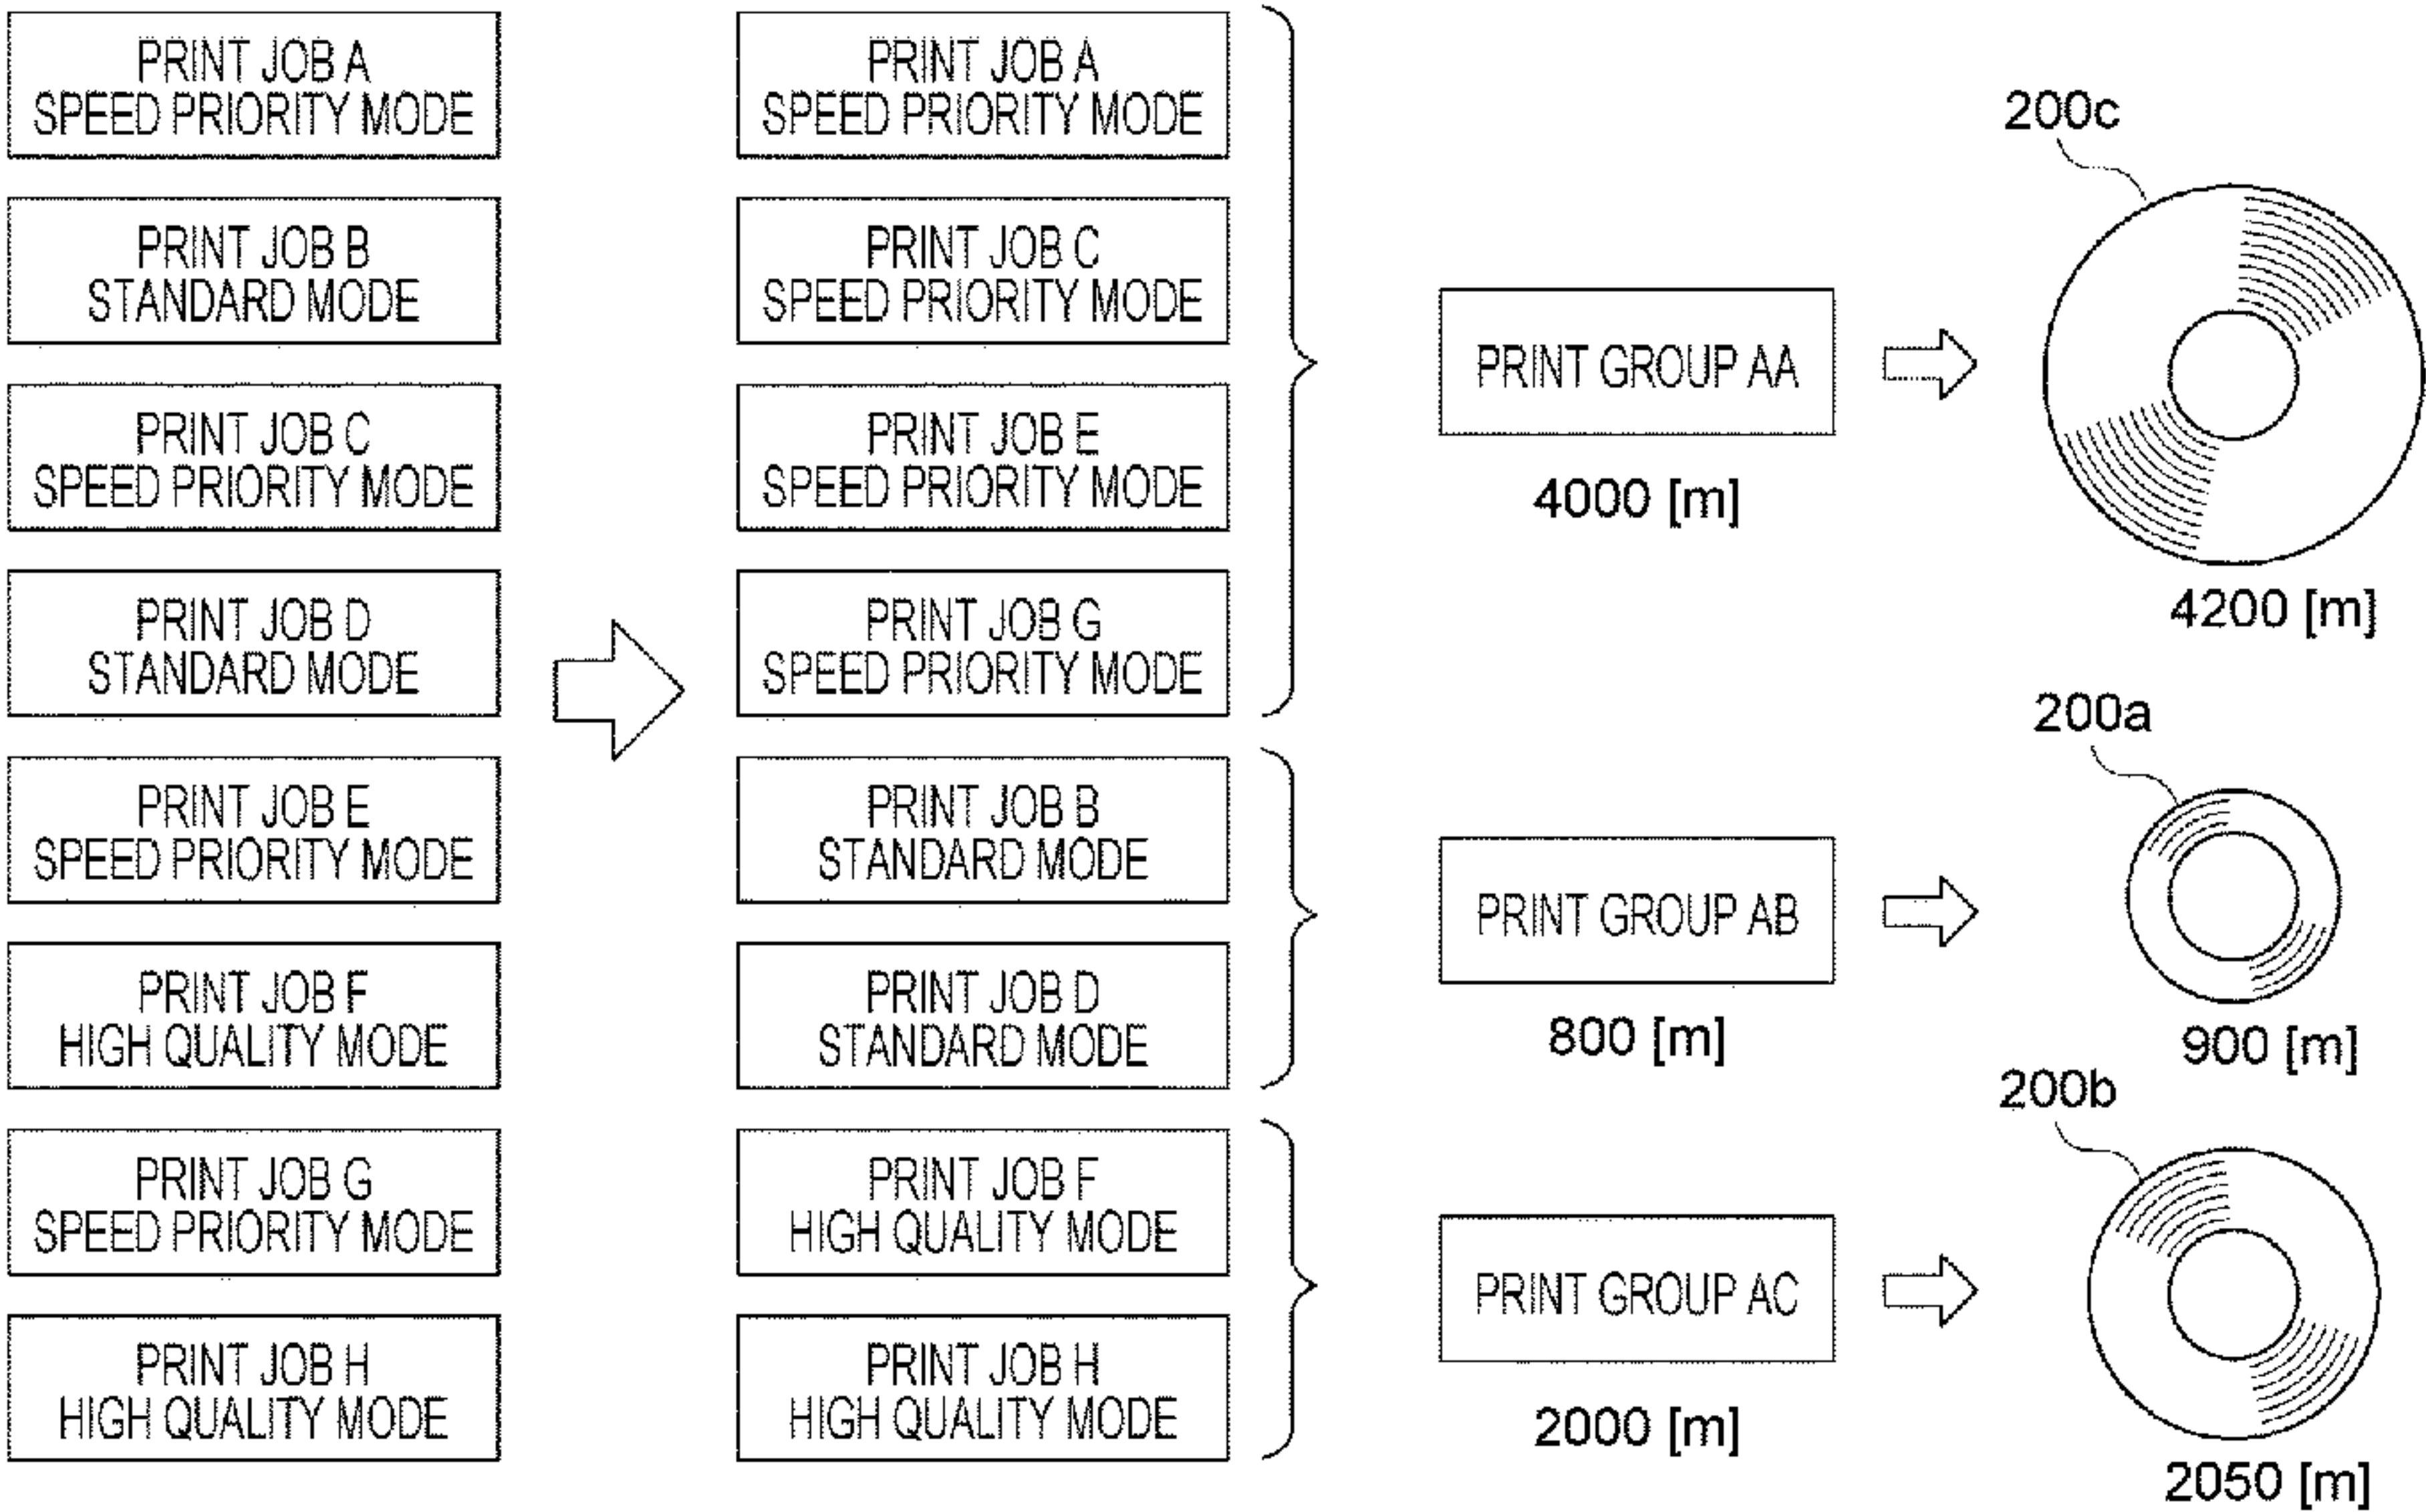 PRINT JOB A
SPEED PRIORITY MODE
PRINT JOB B
STANDARD MODE
PRINT JOB C
SPEED PRIORITY MODE
PRINT JOB D
STANDARD MODE
PRINT JOB E
SPEED PRIORITY MODE
PRINT JOB F
HIGH QUALITY MODE
PRINT JOB G
SPEED PRIORITY MODE
PRINT JOB H
HIGH QUALITY MODE
PRINT JOB A
SPEED PRIORITY MODE
PRINT JOB C
SPEED PRIORITY MODE
PRINT JOB E
SPEED PRIORITY MODE
PRINT JOB G
SPEED PRIORITY MODE
PRINT JOB B
STANDARD MODE
PRINT JOB D
STANDARD MODE
PRINT JOB F
HIGH QUALITY MODE
PRINT JOB H
HIGH QUALITY MODE
PRINT GROUP AA
4000 [m]
PRINT GROUP AB
800 [m]
PRINT GROUP AC
2000 [m]
200c
4200 [m]
200a
900 [m]
200b
2050 [m]